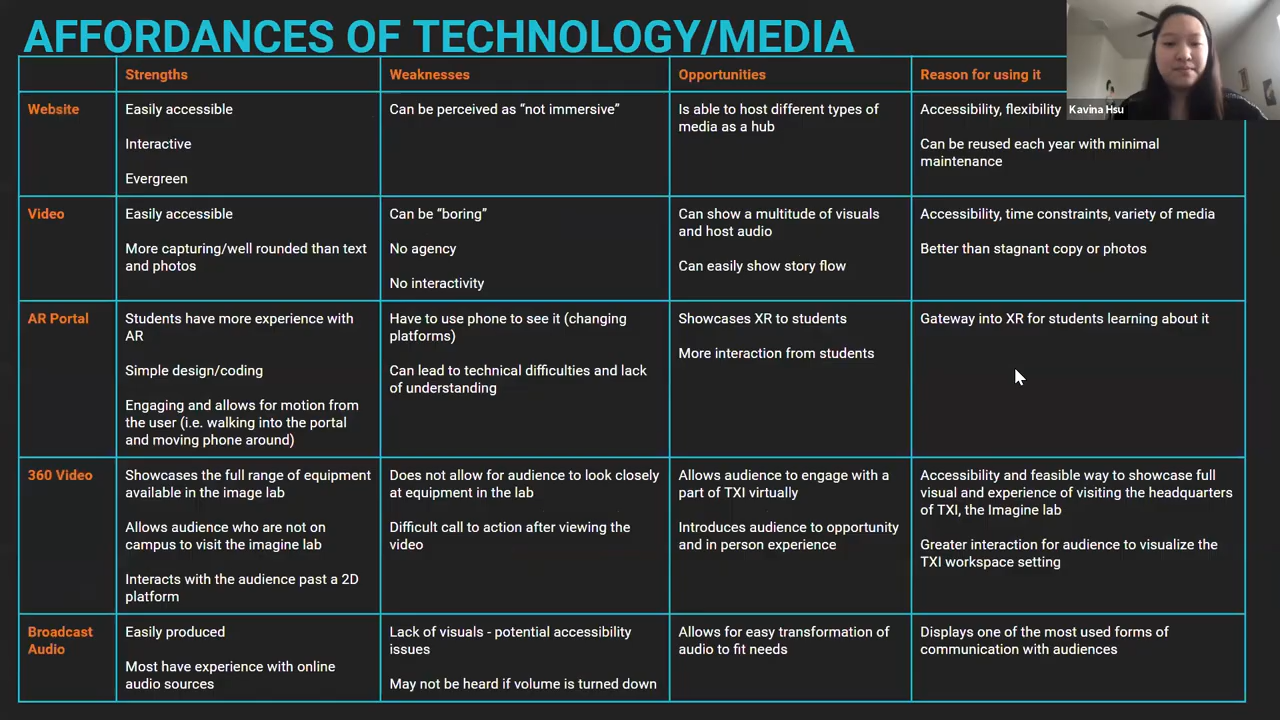 AFFORDANCES OF TECHNOLOGY/MEDIA
Strengths
Weaknesses
Opportunities
Reason for using it
Kavina Hsu
Website
Easily accessible
Interactive
Evergreen
Can be perceived as “not immersive”
Is able to host different types of
media as a hub
Accessibility, flexibility
Can be reused each year with minimal
maintenance
Video
Easily accessible
More capturing/well rounded than text
and photos
Can be “boring”
No agency
No interactivity
Can show a multitude of visuals
and host audio
Can easily show story flow
Accessibility, time constraints, variety of media
Better than stagnant copy or photos
AR Portal
Students have more experience with
AR
Simple design/coding
Engaging and allows for motion from
the user (i.e. walking into the portal
and moving phone around)
Have to use phone to see it (changing
platforms)
Can lead to technical difficulties and lack
of understanding
Showcases XR to students
More interaction from students
Gateway into XR for students learning about it
360 Video
Showcases the full range of equipment
available in the image lab
Allows audience who are not on
campus to visit the imagine lab
Interacts with the audience past a 2D
platform
Does not allow for audience to look closely
at equipment in the lab
Difficult call to action after viewing the
video
Allows audience to engage with a
part of TXI virtually
Introduces audience to opportunity
and in person experience
Accessibility and feasible way to showcase full
visual and experience of visiting the headquarters
of TXI, the Imagine lab
Greater interaction for audience to visualize the
TXI workspace setting
Broadcast
Audio
Easily produced
Most have experience with online
audio sources
Lack of visuals - potential accessibility
issues
May not be heard if volume is turned down
Allows for easy transformation of
audio to fit needs
Displays one of the most used forms of
communication with audiences